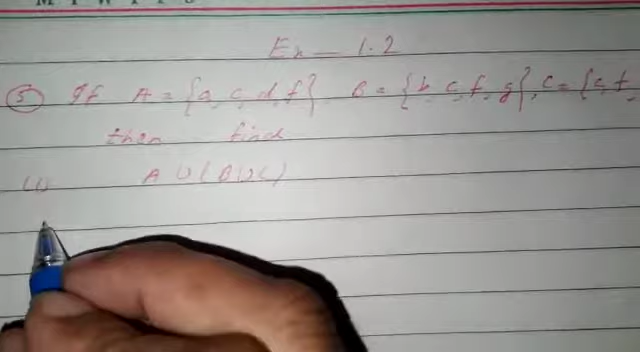 Ex — 1.2
(5) If A = {a, c, d, f} B = {b, c, f, g}, C = {c, f,
then find
(i) A ∪ (B ∪ C)